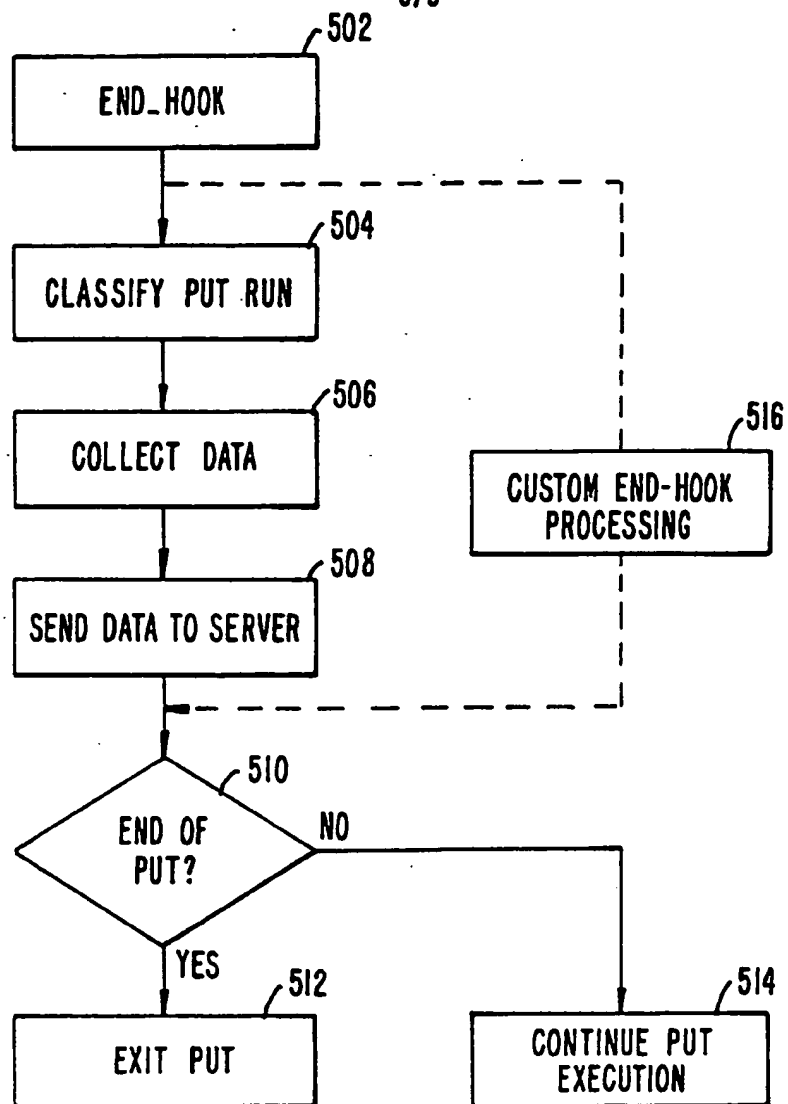 502
END_HOOK
504
CLASSIFY PUT RUN
506
COLLECT DATA
516
CUSTOM END-HOOK
PROCESSING
508
SEND DATA TO SERVER
510
END OF
PUT?
NO
YES
512
EXIT PUT
514
CONTINUE PUT
EXECUTION